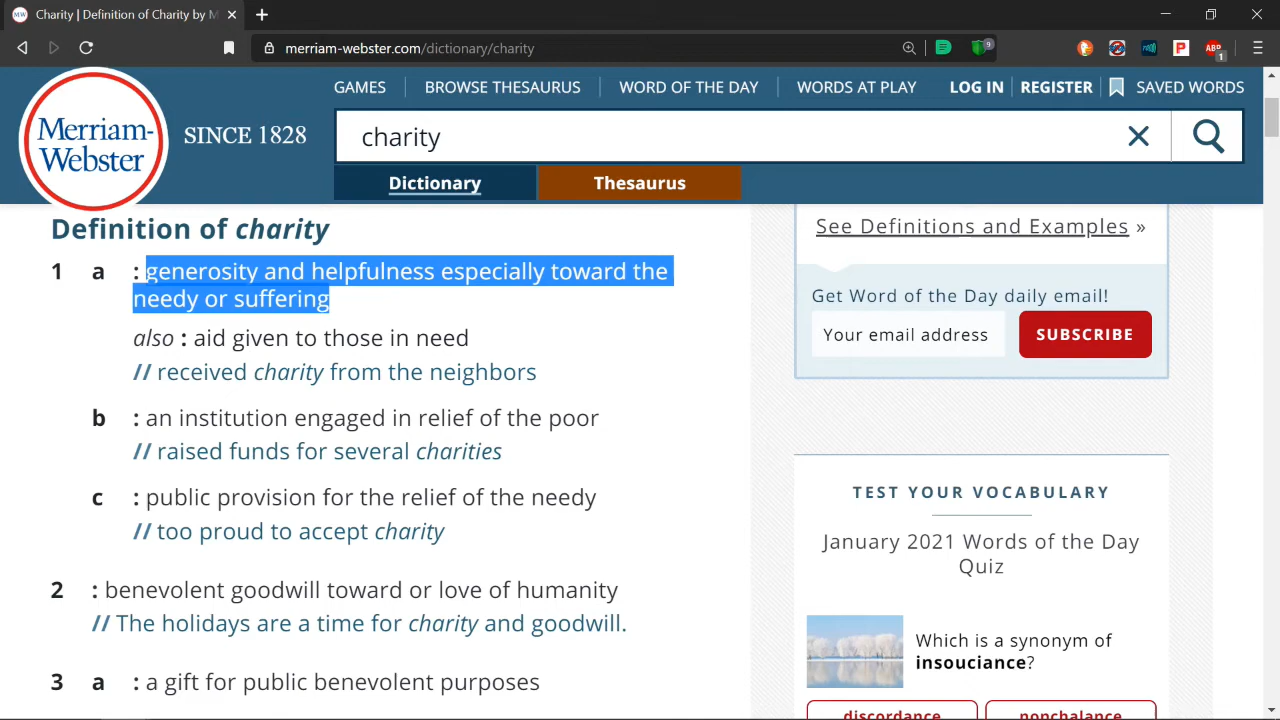 Charity | Definition of Charity by M
merriam-webster.com/dictionary/charity
9
ABP
1
GAMES
BROWSE THESAURUS
WORD OF THE DAY
WORDS AT PLAY
LOG IN
REGISTER
SAVED WORDS
Merriam-
Webster
SINCE 1828
charity
Dictionary
Thesaurus
Definition of charity
1 a : generosity and helpfulness especially toward the
needy or suffering
also : aid given to those in need
// received charity from the neighbors
b : an institution engaged in relief of the poor
// raised funds for several charities
c : public provision for the relief of the needy
// too proud to accept charity
2 : benevolent goodwill toward or love of humanity
// The holidays are a time for charity and goodwill.
3 a : a gift for public benevolent purposes
See Definitions and Examples »
Get Word of the Day daily email!
Your email address
SUBSCRIBE
TEST YOUR VOCABULARY
January 2021 Words of the Day
Quiz
Which is a synonym of
insouciance?
discordance
nonchalance